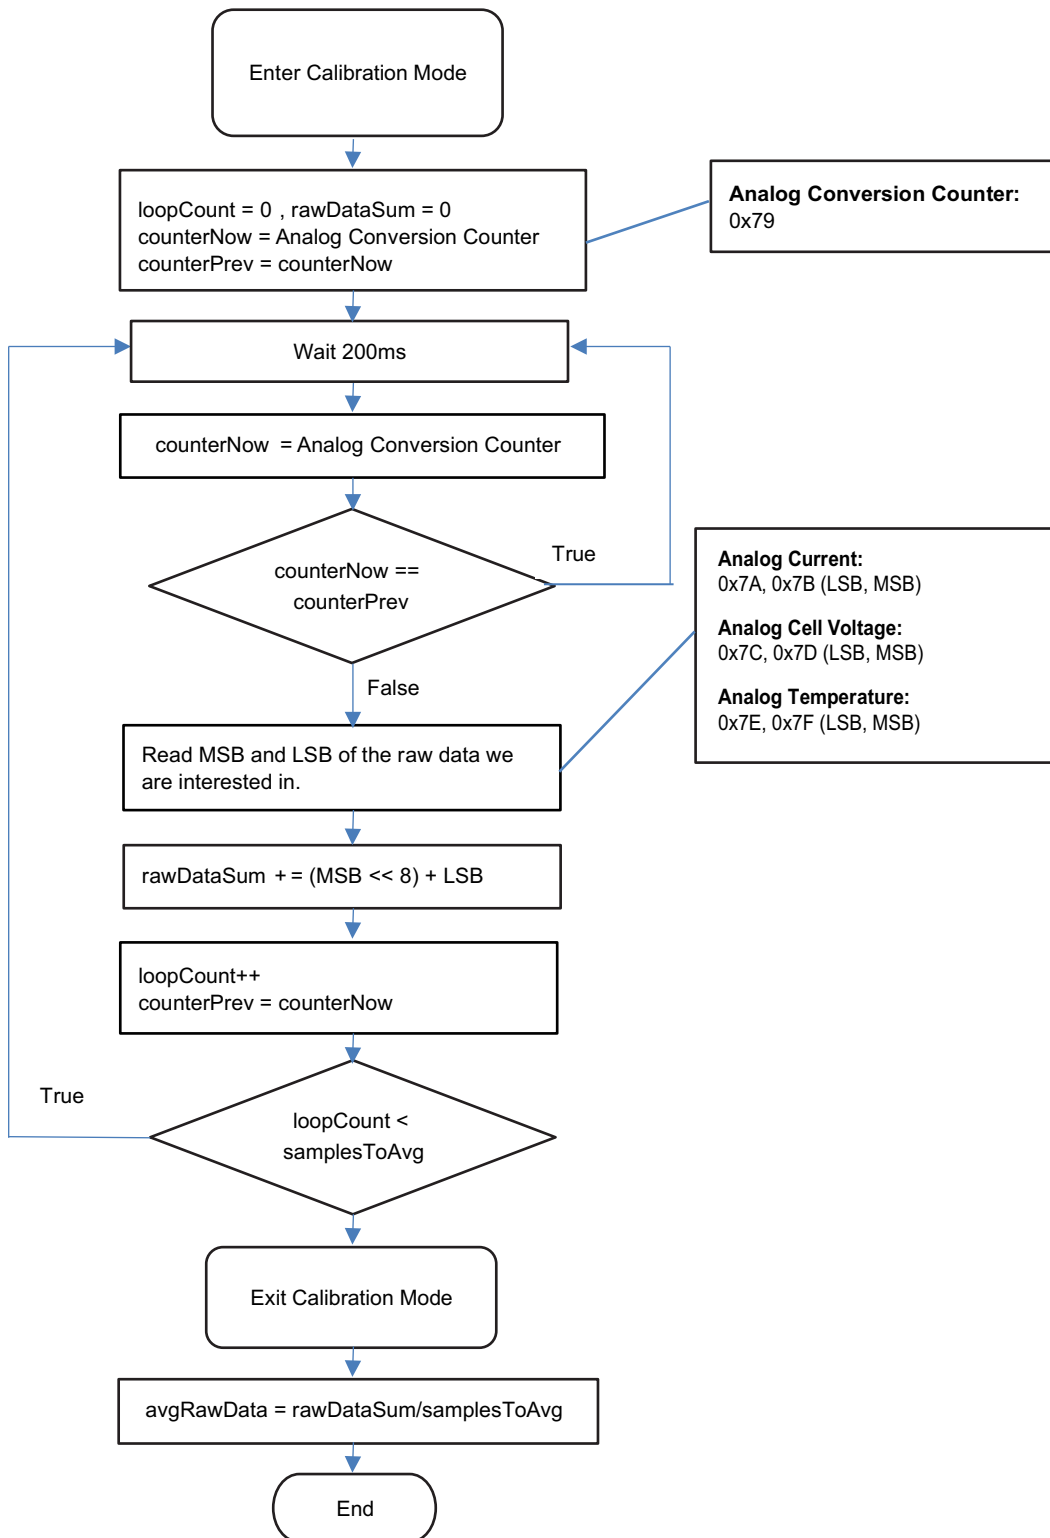 Enter Calibration Mode
loopCount = 0 , rawDataSum = 0
counterNow = Analog Conversion Counter
counterPrev = counterNow
Analog Conversion Counter:
0x79
Wait 200ms
counterNow = Analog Conversion Counter
counterNow ==
counterPrev
True
False
Analog Current:
0x7A, 0x7B (LSB, MSB)
Analog Cell Voltage:
0x7C, 0x7D (LSB, MSB)
Analog Temperature:
0x7E, 0x7F (LSB, MSB)
Read MSB and LSB of the raw data we
are interested in.
rawDataSum + = (MSB << 8) + LSB
loopCount++
counterPrev = counterNow
True
loopCount <
samplesToAvg
Exit Calibration Mode
avgRawData = rawDataSum/samplesToAvg
End